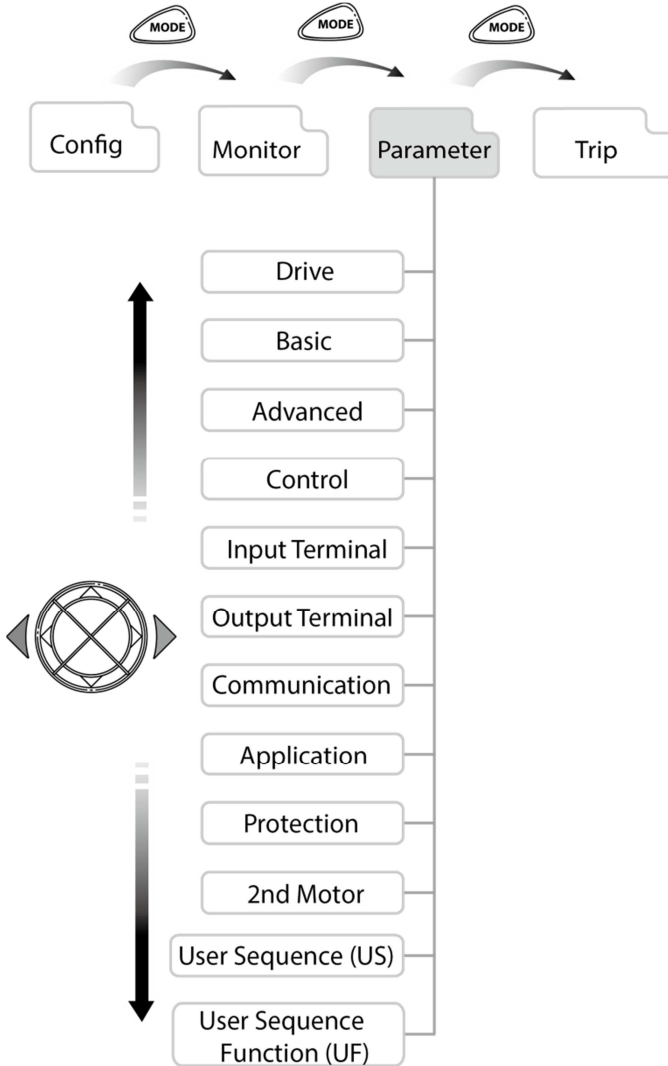 MODE
MODE
MODE
Config
Monitor
Parameter
Trip
Drive
Basic
Advanced
Control
Input Terminal
Output Terminal
Communication
Application
Protection
2nd Motor
User Sequence (US)
User Sequence
Function (UF)